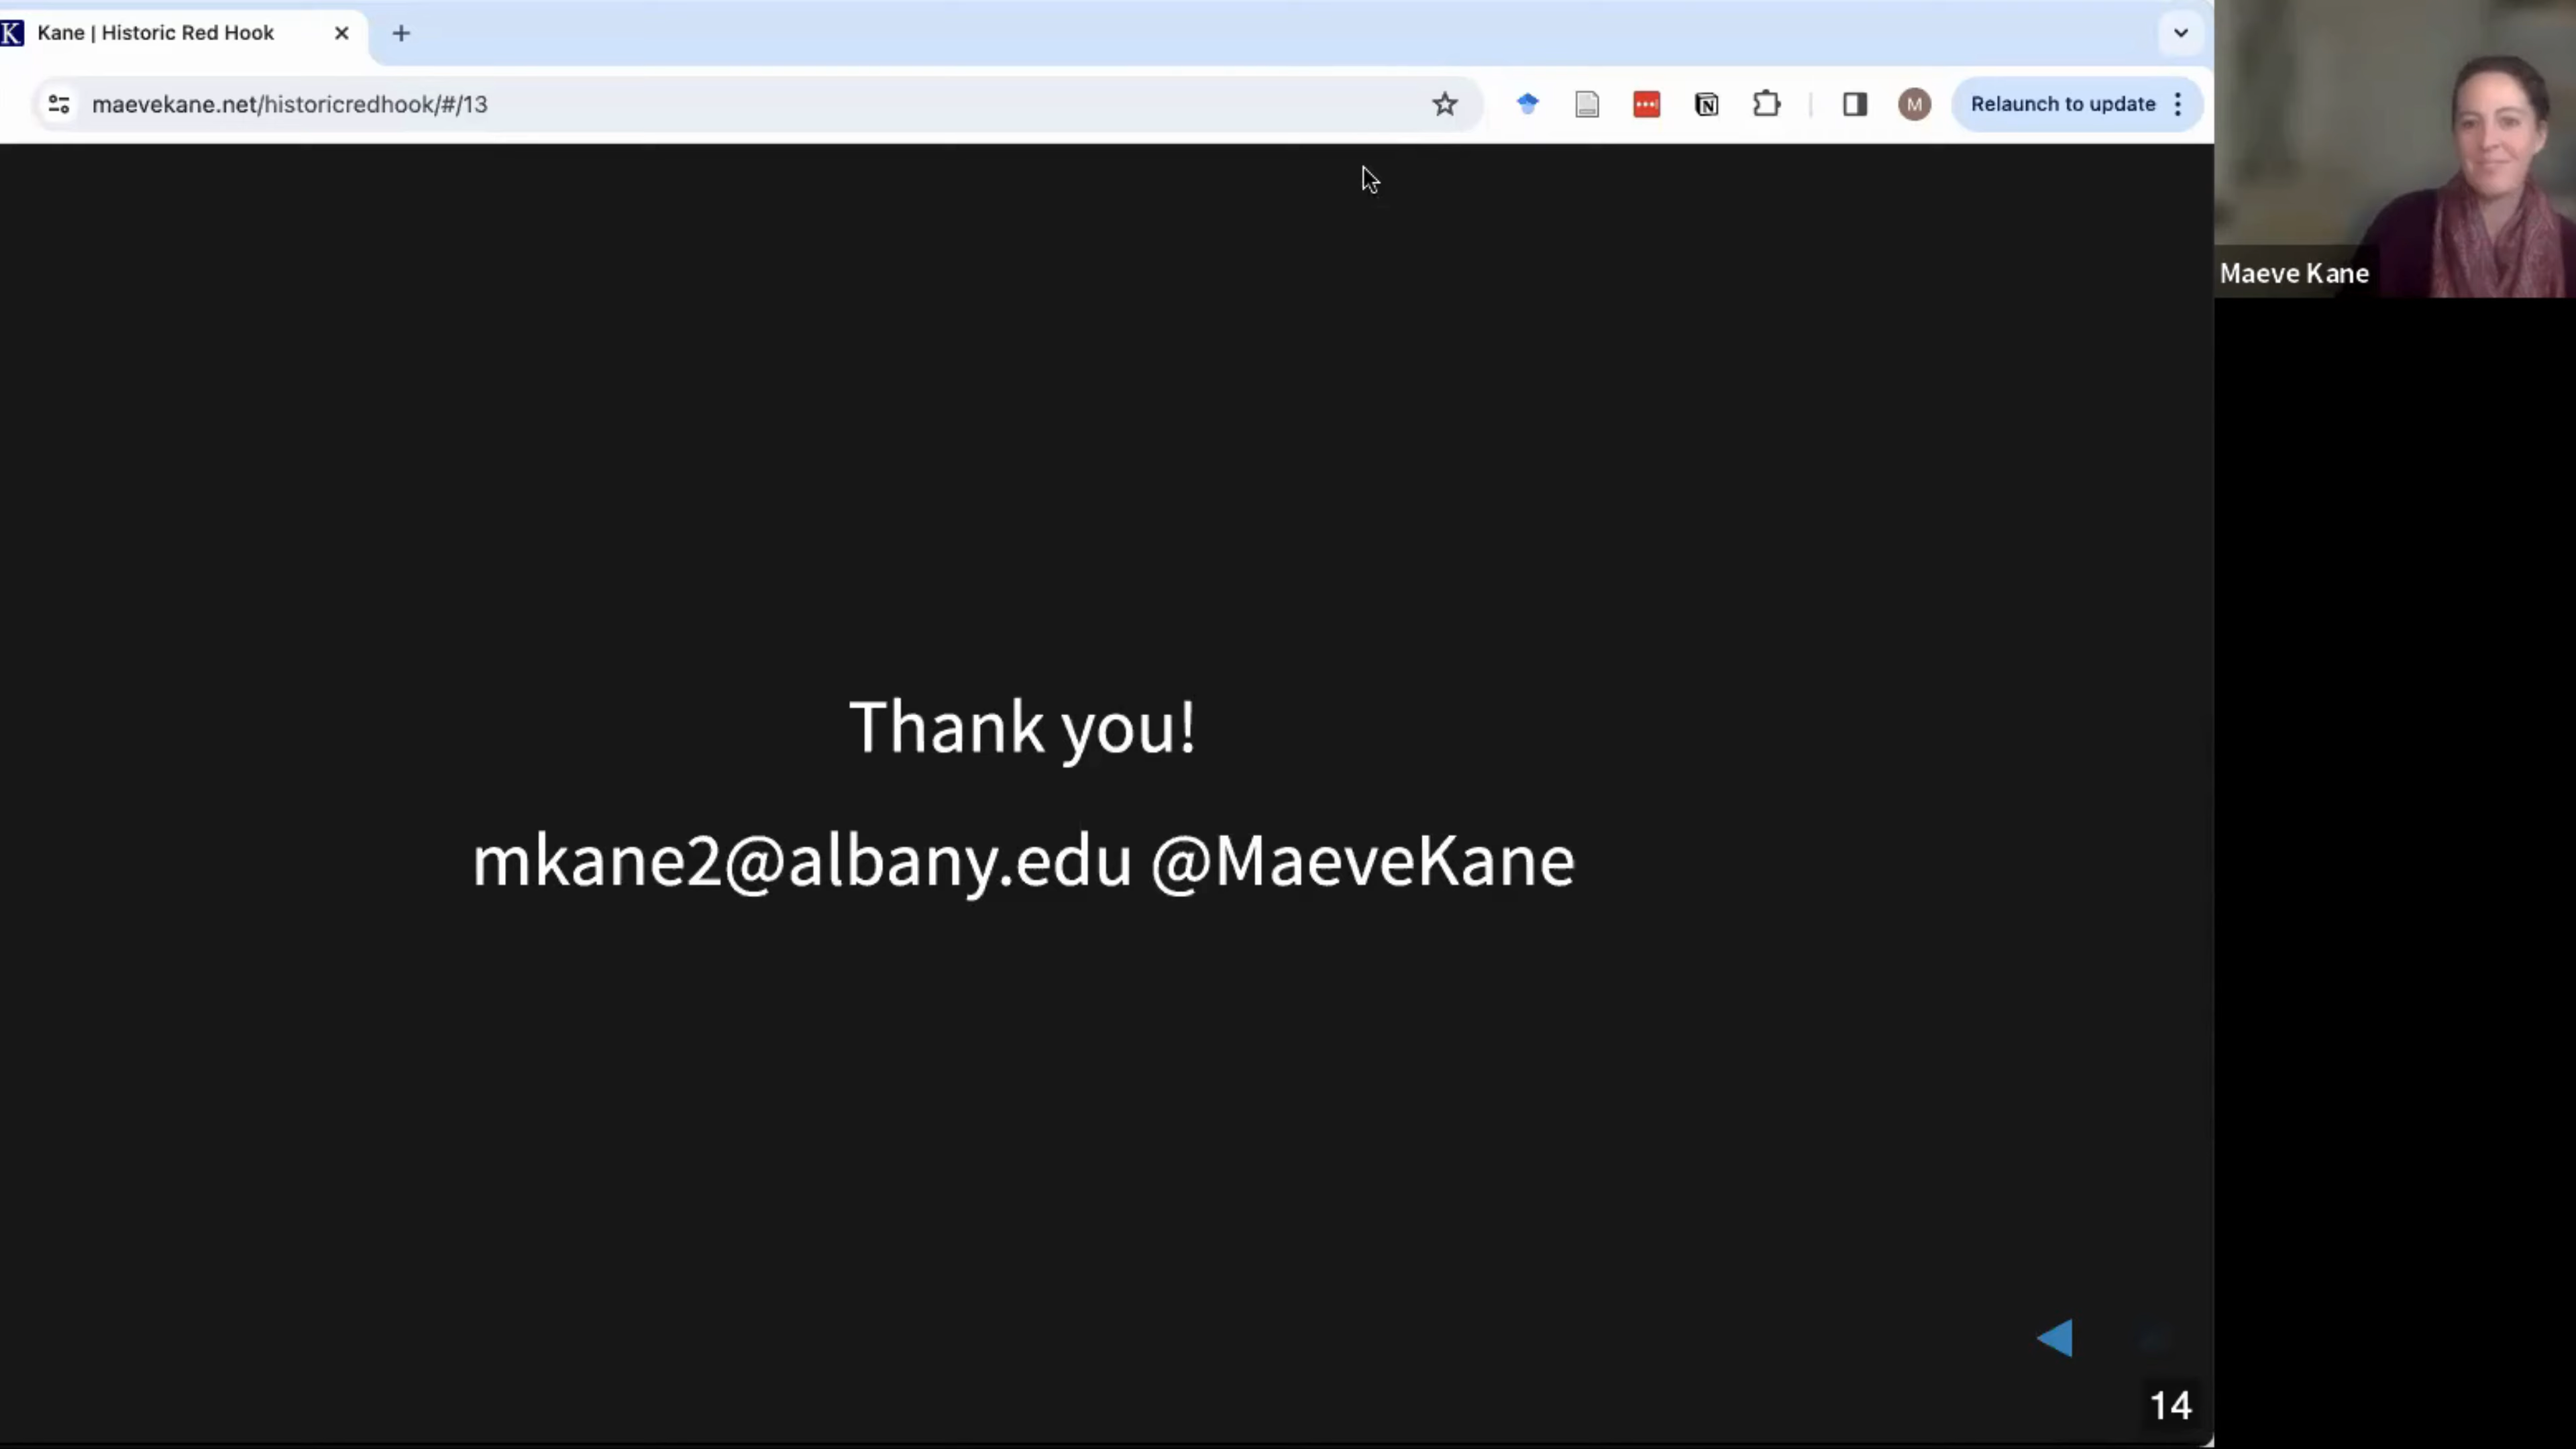 K Kane | Historic Red Hook
maevekane.net/historicredhook/#/13
M
Relaunch to update
Maeve Kane
Thank you!
mkane2@albany.edu @MaeveKane
14